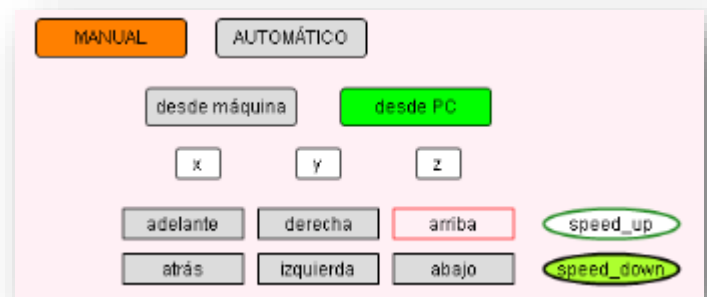 MANUAL AUTOMÁTICO
desde máquina desde PC
x y z
adelante derecha arriba speed_up
atrás izquierda abajo speed_down